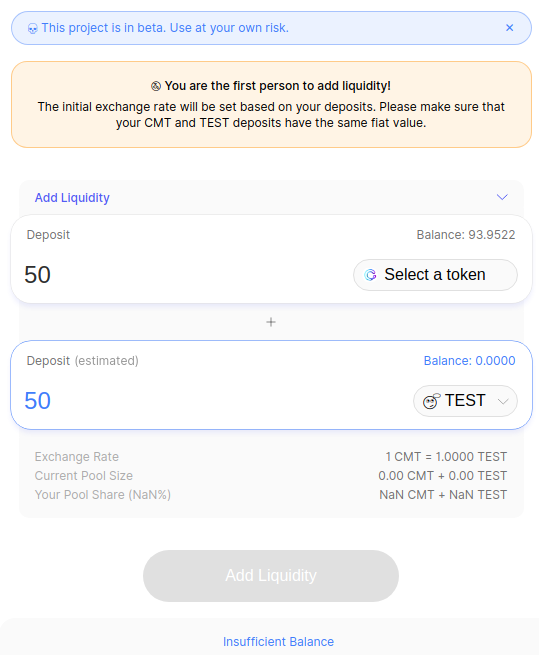 💀 This project is in beta. Use at your own risk. ✕
You are the first person to add liquidity!
The initial exchange rate will be set based on your deposits. Please make sure that
your CMT and TEST deposits have the same fiat value.
Add Liquidity
Deposit Balance: 93.9522
50 Select a token
+
Deposit (estimated) Balance: 0.0000
50 TEST
Exchange Rate 1 CMT = 1.0000 TEST
Current Pool Size 0.00 CMT + 0.00 TEST
Your Pool Share (NaN%) NaN CMT + NaN TEST
Add Liquidity
Insufficient Balance